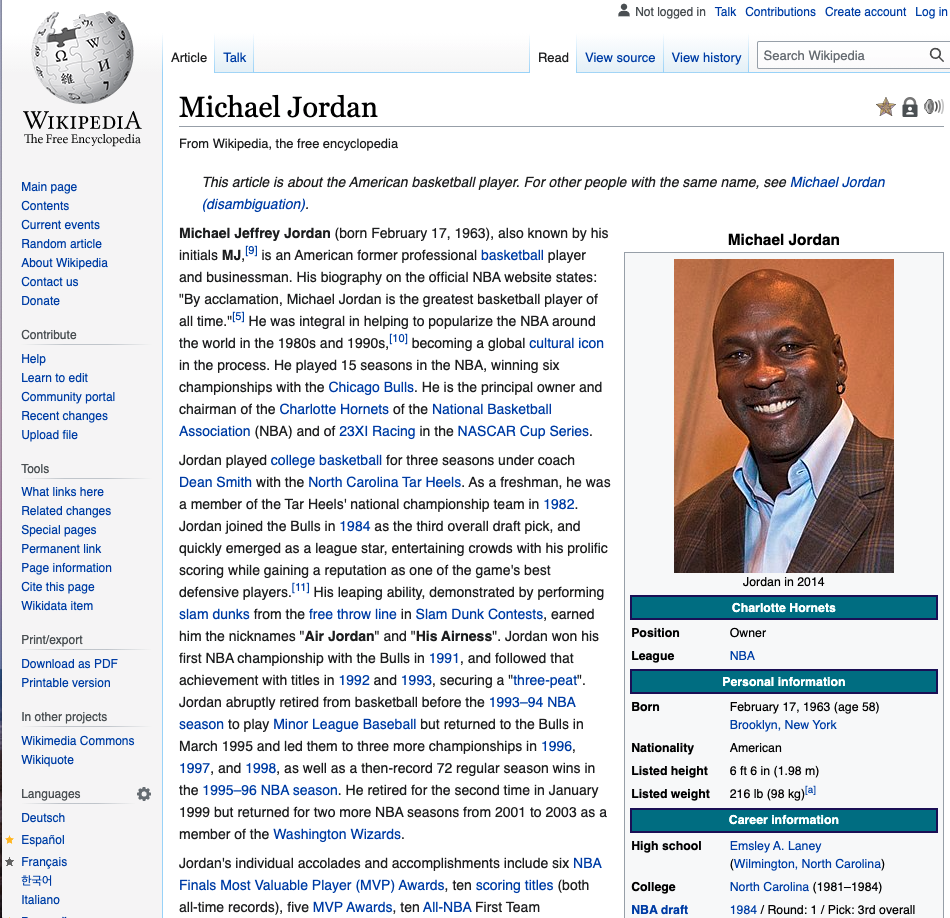 Not logged in Talk Contributions Create account Log in
Article Talk Read View source View history Search Wikipedia
WIKIPEDIA
The Free Encyclopedia
Main page
Contents
Current events
Random article
About Wikipedia
Contact us
Donate
Contribute
Help
Learn to edit
Community portal
Recent changes
Upload file
Tools
What links here
Related changes
Special pages
Permanent link
Page information
Cite this page
Wikidata item
Print/export
Download as PDF
Printable version
In other projects
Wikimedia Commons
Wikiquote
Languages
Deutsch
Español
Français
한국어
Italiano
Michael Jordan
From Wikipedia, the free encyclopedia
This article is about the American basketball player. For other people with the same name, see Michael Jordan
(disambiguation).
Michael Jeffrey Jordan (born February 17, 1963), also known by his
initials MJ,[9] is an American former professional basketball player
and businessman. His biography on the official NBA website states:
"By acclamation, Michael Jordan is the greatest basketball player of
all time."[5] He was integral in helping to popularize the NBA around
the world in the 1980s and 1990s,[10] becoming a global cultural icon
in the process. He played 15 seasons in the NBA, winning six
championships with the Chicago Bulls. He is the principal owner and
chairman of the Charlotte Hornets of the National Basketball
Association (NBA) and of 23XI Racing in the NASCAR Cup Series.
Jordan played college basketball for three seasons under coach
Dean Smith with the North Carolina Tar Heels. As a freshman, he was
a member of the Tar Heels' national championship team in 1982.
Jordan joined the Bulls in 1984 as the third overall draft pick, and
quickly emerged as a league star, entertaining crowds with his prolific
scoring while gaining a reputation as one of the game's best
defensive players.[11] His leaping ability, demonstrated by performing
slam dunks from the free throw line in Slam Dunk Contests, earned
him the nicknames "Air Jordan" and "His Airness". Jordan won his
first NBA championship with the Bulls in 1991, and followed that
achievement with titles in 1992 and 1993, securing a "three-peat".
Jordan abruptly retired from basketball before the 1993–94 NBA
season to play Minor League Baseball but returned to the Bulls in
March 1995 and led them to three more championships in 1996,
1997, and 1998, as well as a then-record 72 regular season wins in
the 1995–96 NBA season. He retired for the second time in January
1999 but returned for two more NBA seasons from 2001 to 2003 as a
member of the Washington Wizards.
Jordan's individual accolades and accomplishments include six NBA
Finals Most Valuable Player (MVP) Awards, ten scoring titles (both
all-time records), five MVP Awards, ten All-NBA First Team
Michael Jordan
Jordan in 2014
Charlotte Hornets
Position Owner
League NBA
Personal information
Born February 17, 1963 (age 58)
Brooklyn, New York
Nationality American
Listed height 6 ft 6 in (1.98 m)
Listed weight 216 lb (98 kg)[a]
Career information
High school Emsley A. Laney
(Wilmington, North Carolina)
College North Carolina (1981–1984)
NBA draft 1984 / Round: 1 / Pick: 3rd overall